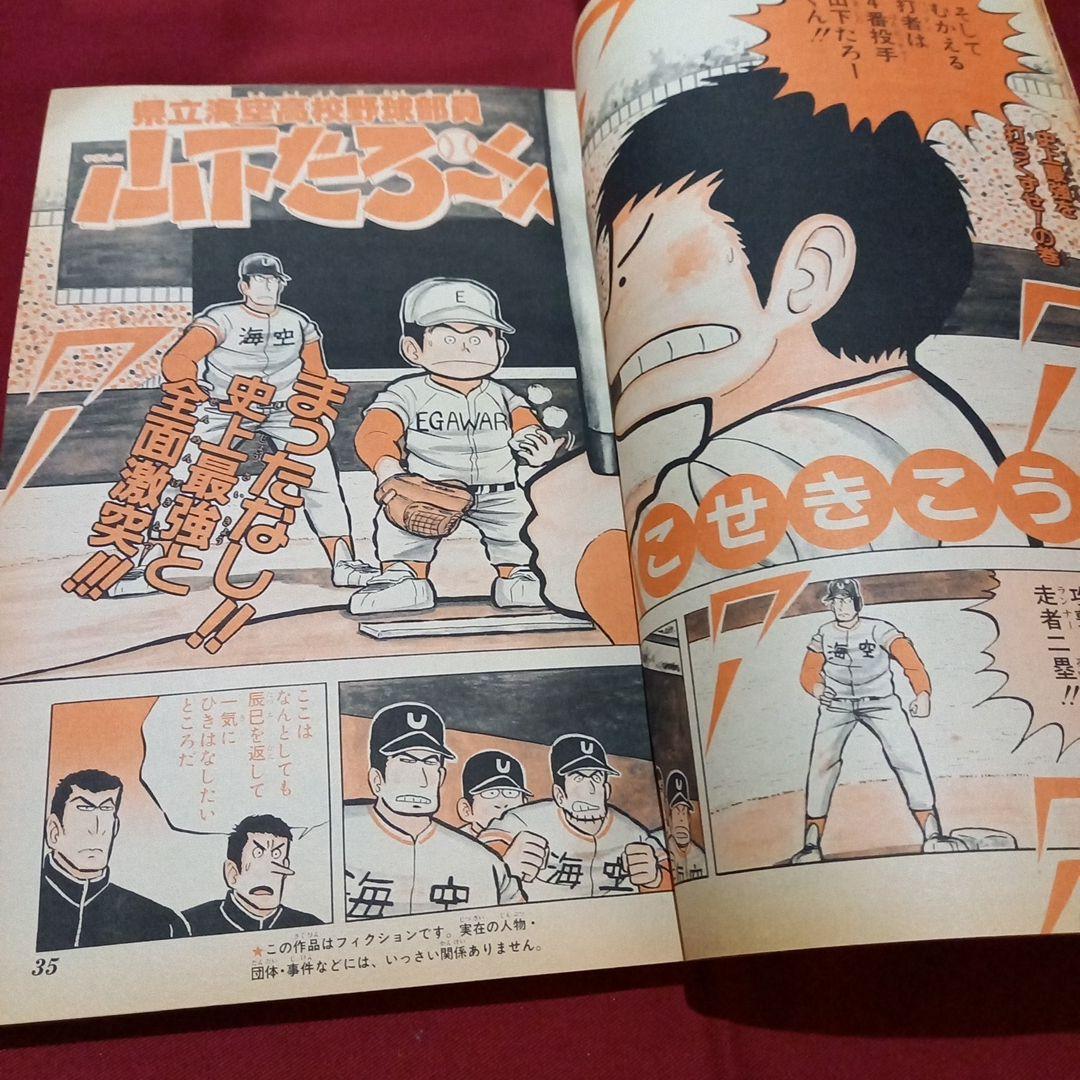 そして
むかえる
打者は
4番投手
山下たろー
くん!!
史上最強を
打たくずせーの巻
こせきこう
走者二塁!!
県立海空高校野球部員
山下たろ～くん
海空
E
EGAWAR
まったなし!!
史上最強と
全面激突!!!
U
海空
ここは
なんとしても
辰巳を返して
一気に
ひきはなしたい
ところだ
U
U
U
海空
海空
U
★この作品はフィクションです。実在の人物・
団体・事件などには、いっさい関係ありません。
35